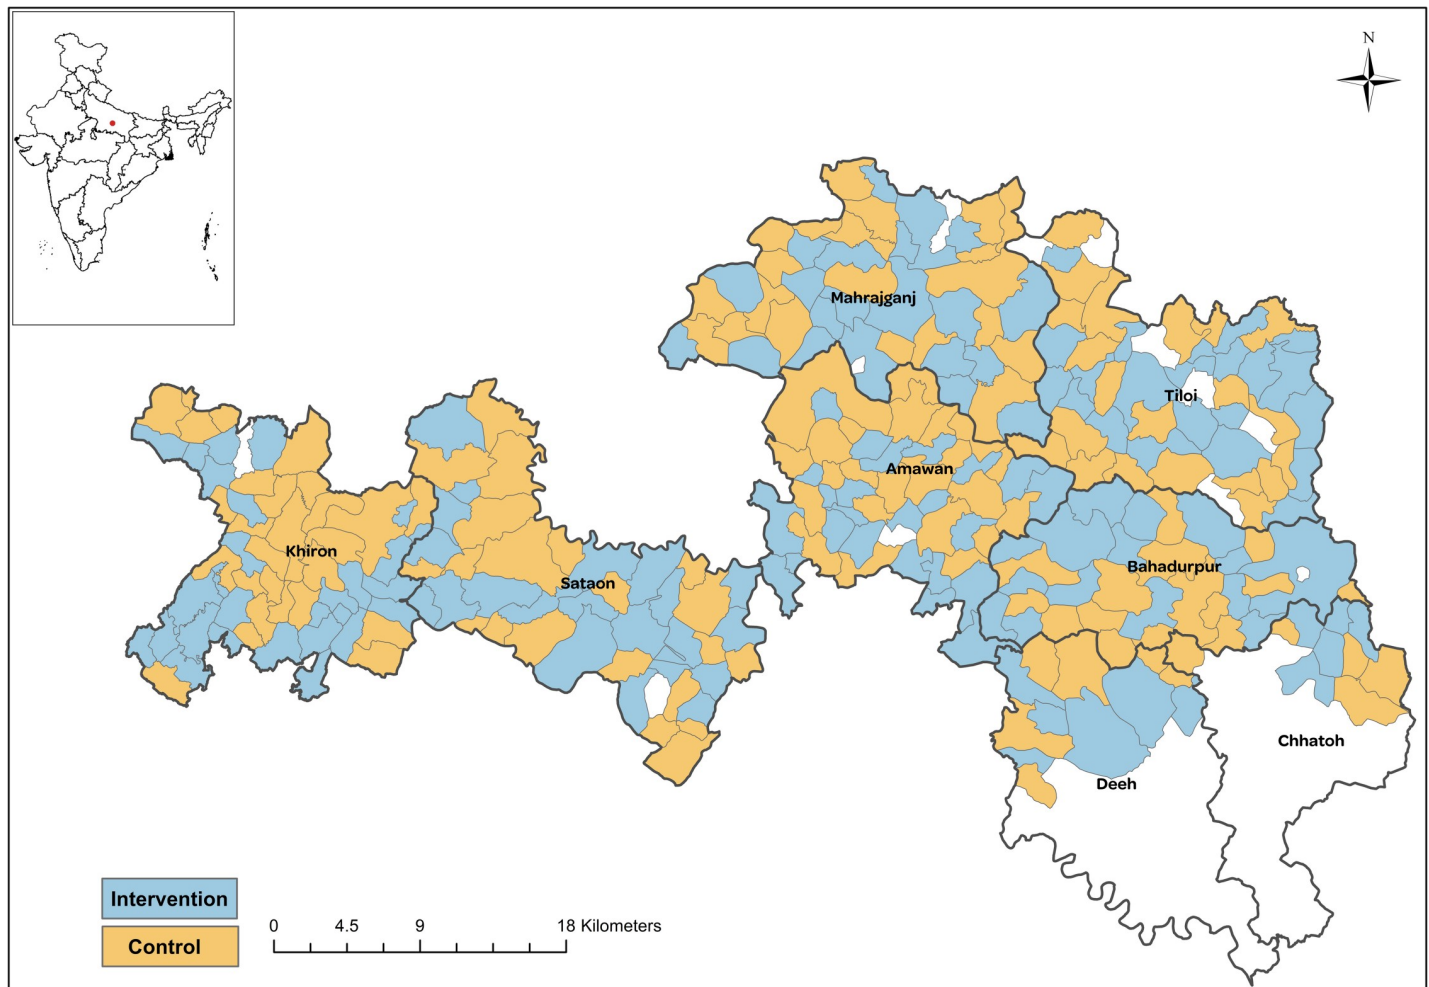 N
Mahrajganj
Tiloi
Amawan
Khiron
Sataon
Bahadurpur
Chhatoh
Deeh
Intervention
Control
0 4.5 9 18 Kilometers